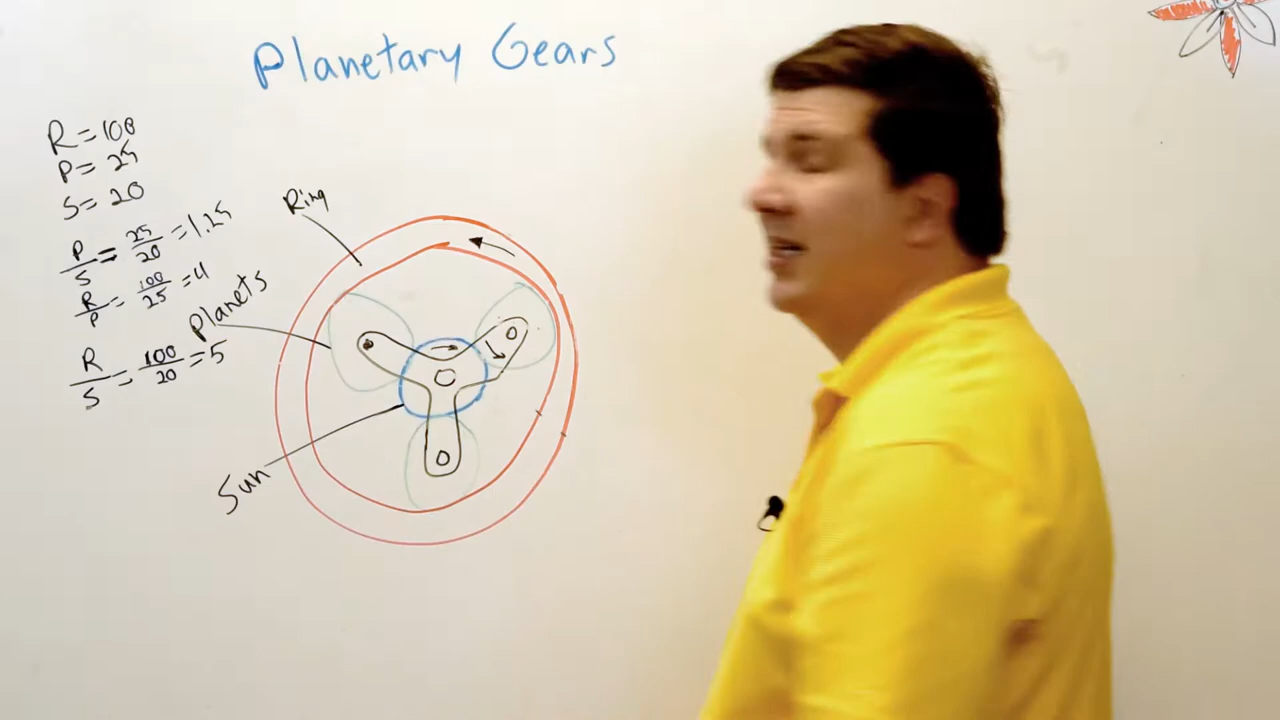 Planetary Gears
R = 100
P = 25
S = 20
P/S = 25/20 = 1.25
R/P = 100/25 = 4
R/S = 100/20 = 5
Ring
Planets
Sun